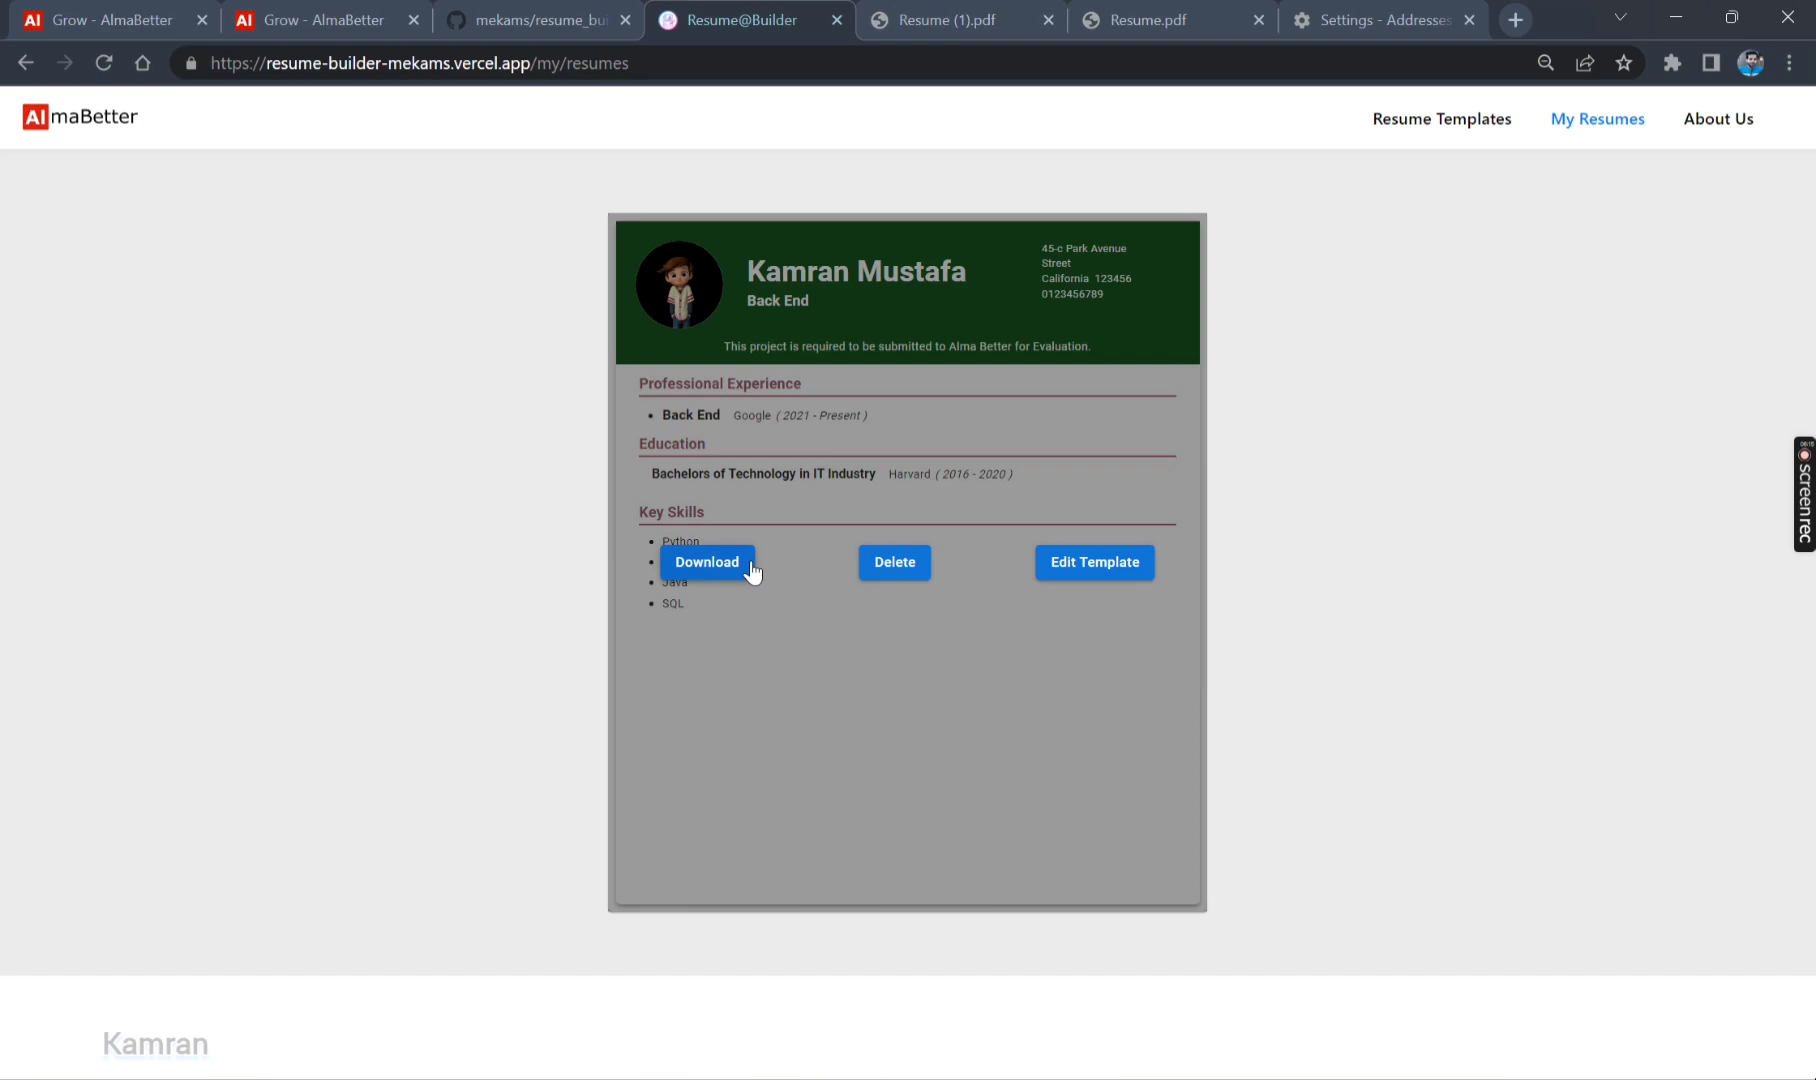 Grow - AlmaBetter
Grow - AlmaBetter
mekams/resume_bui
Resume@Builder
Resume (1).pdf
Resume.pdf
Settings - Addresses
https://resume-builder-mekams.vercel.app/my/resumes
AlmaBetter
Resume Templates
My Resumes
About Us
Kamran Mustafa
Back End
45-c Park Avenue
Street
California 123456
0123456789
This project is required to be submitted to Alma Better for Evaluation.
Professional Experience
Back End Google ( 2021 - Present )
Education
Bachelors of Technology in IT Industry Harvard ( 2016 - 2020 )
Key Skills
Python
Download
Delete
Edit Template
Java
SQL
screenrec
Kamran